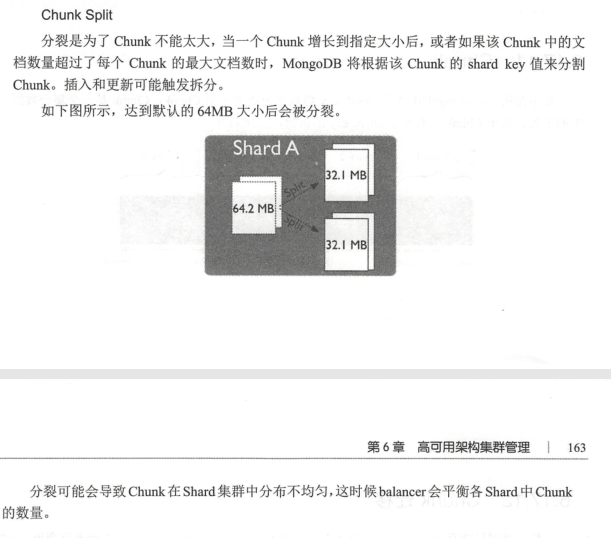 Chunk Split
分裂是为了 Chunk 不能太大，当一个 Chunk 增长到指定大小后，或者如果该 Chunk 中的文
档数量超过了每个 Chunk 的最大文档数时，MongoDB 将根据该 Chunk 的 shard key 值来分割
Chunk。插入和更新可能触发拆分。
如下图所示，达到默认的 64MB 大小后会被分裂。
Shard A
32.1 MB
Split
64.2 MB
Split
32.1 MB
第 6 章 高可用架构集群管理 | 163
分裂可能会导致 Chunk 在 Shard 集群中分布不均匀，这时候 balancer 会平衡各 Shard 中 Chunk
的数量。